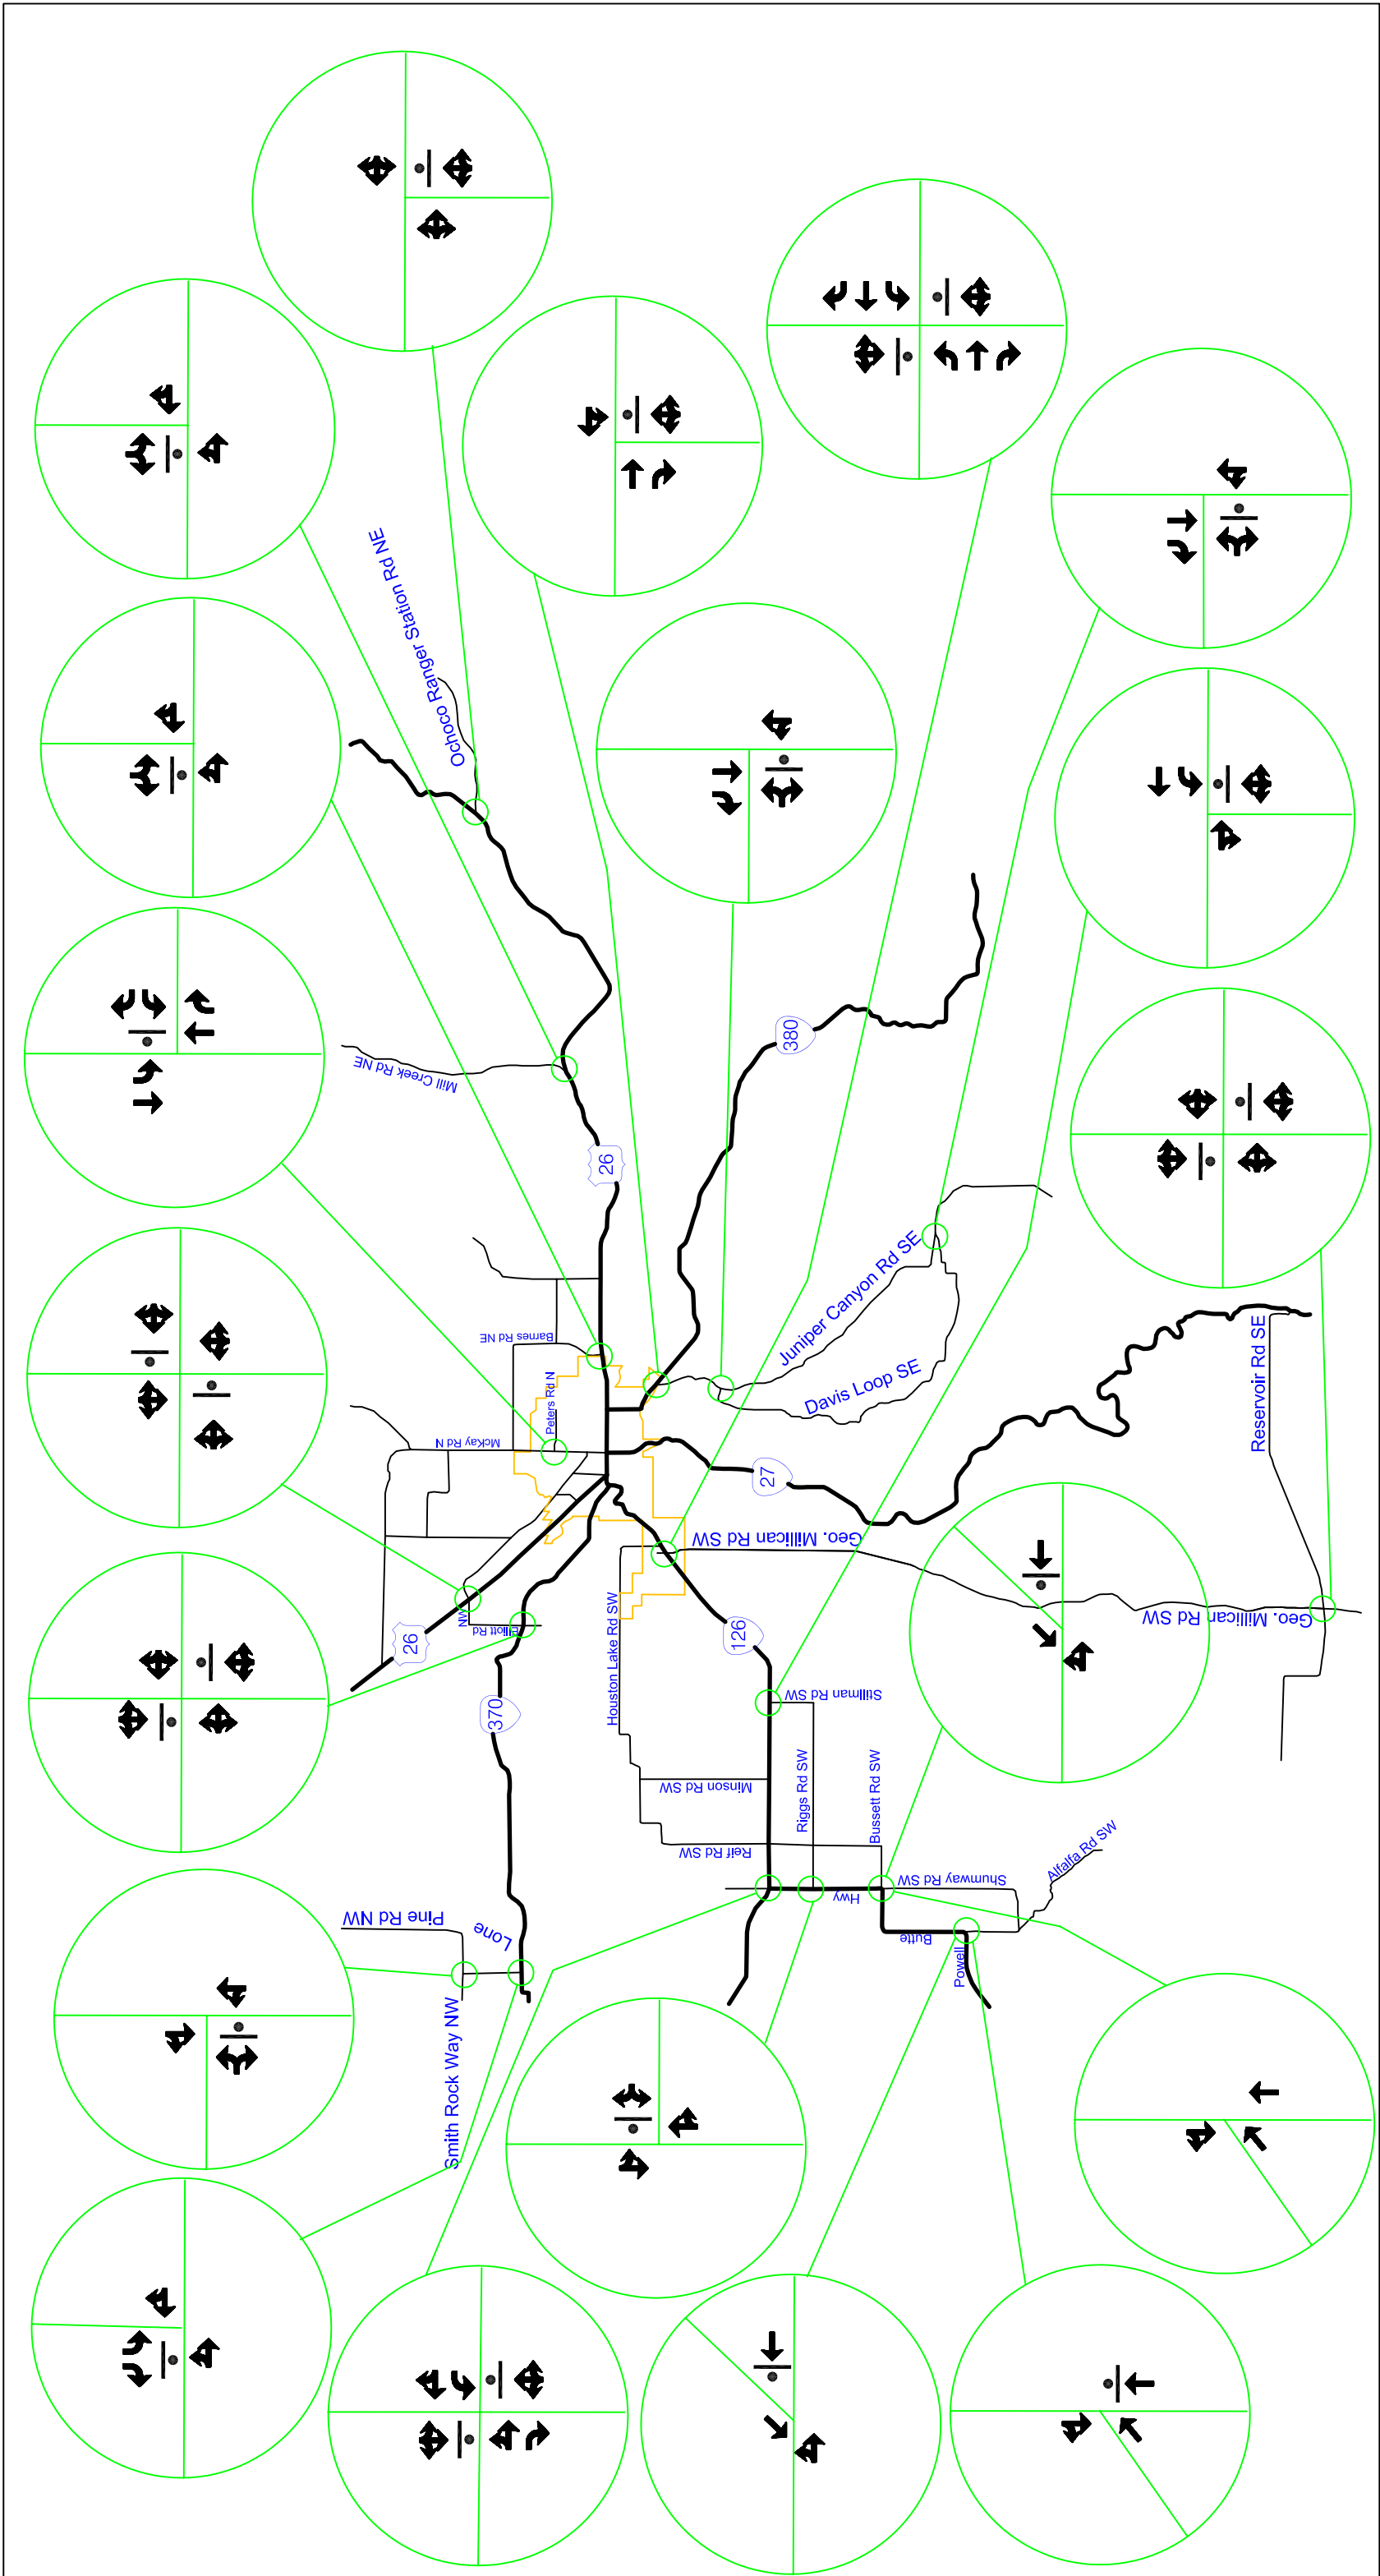 Ochoco Ranger Station Rd NE
380
Mill Creek Rd NE
26
Juniper Canyon Rd SE
Barnes Rd NE
Reservoir Rd SE
Davis Loop SE
Peters Rd N
McKay Rd N
27
Geo. Millican Rd SW
Houston Lake Rd SW
Elliott Rd
NW
26
126
Geo. Millican Rd SW
370
Stillman Rd SW
Minson Rd SW
Riggs Rd SW
Bussett Rd SW
Reif Rd SW
Alfalfa Rd SW
Shumway Rd SW
Hwy
Lone
Pine Rd NW
Butte
Powell
Smith Rock Way NW